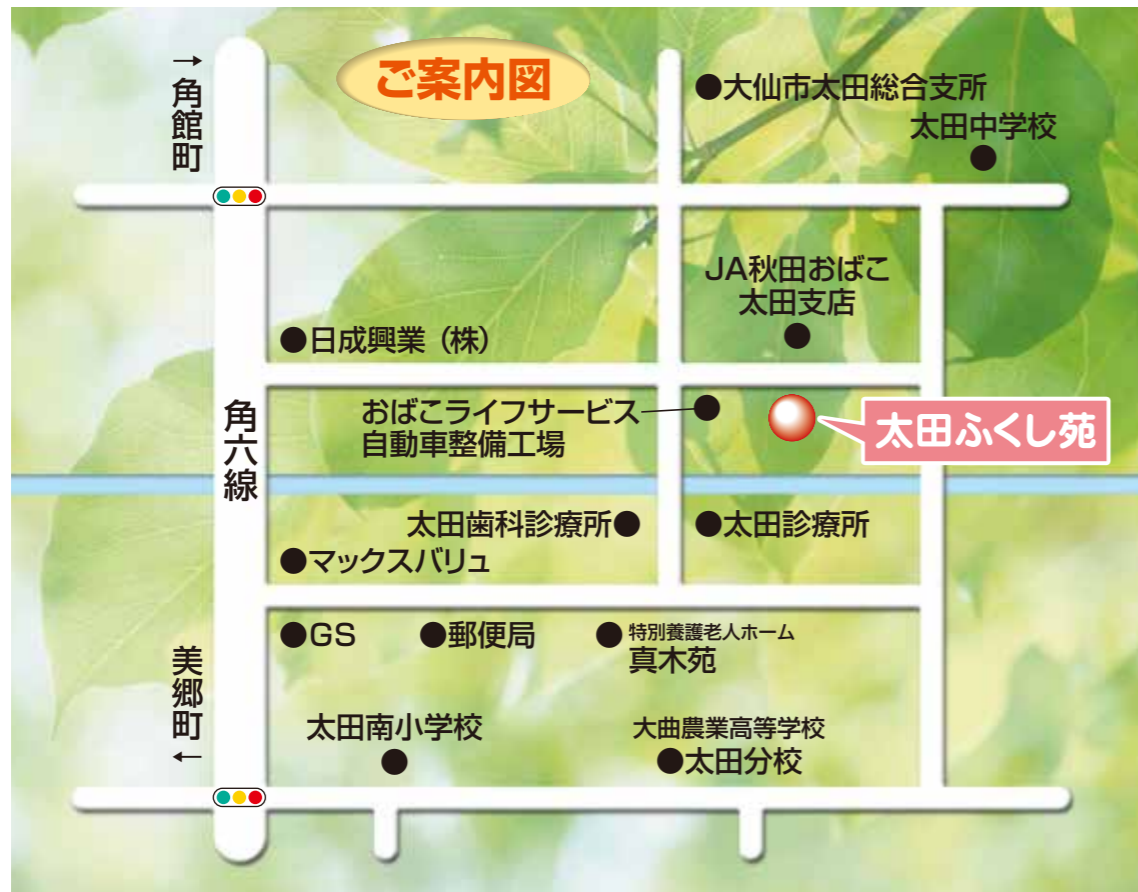 ご案内図
→角館町
●大仙市太田総合支所
太田中学校
●
JA秋田おばこ
太田支店
●
●日成興業（株）
角六線
おばこライフサービス
自動車整備工場
●
太田ふくし苑
太田歯科診療所●
●太田診療所
●マックスバリュ
●GS
●郵便局
●特別養護老人ホーム
真木苑
美郷町←
太田南小学校
●
大曲農業高等学校
●太田分校